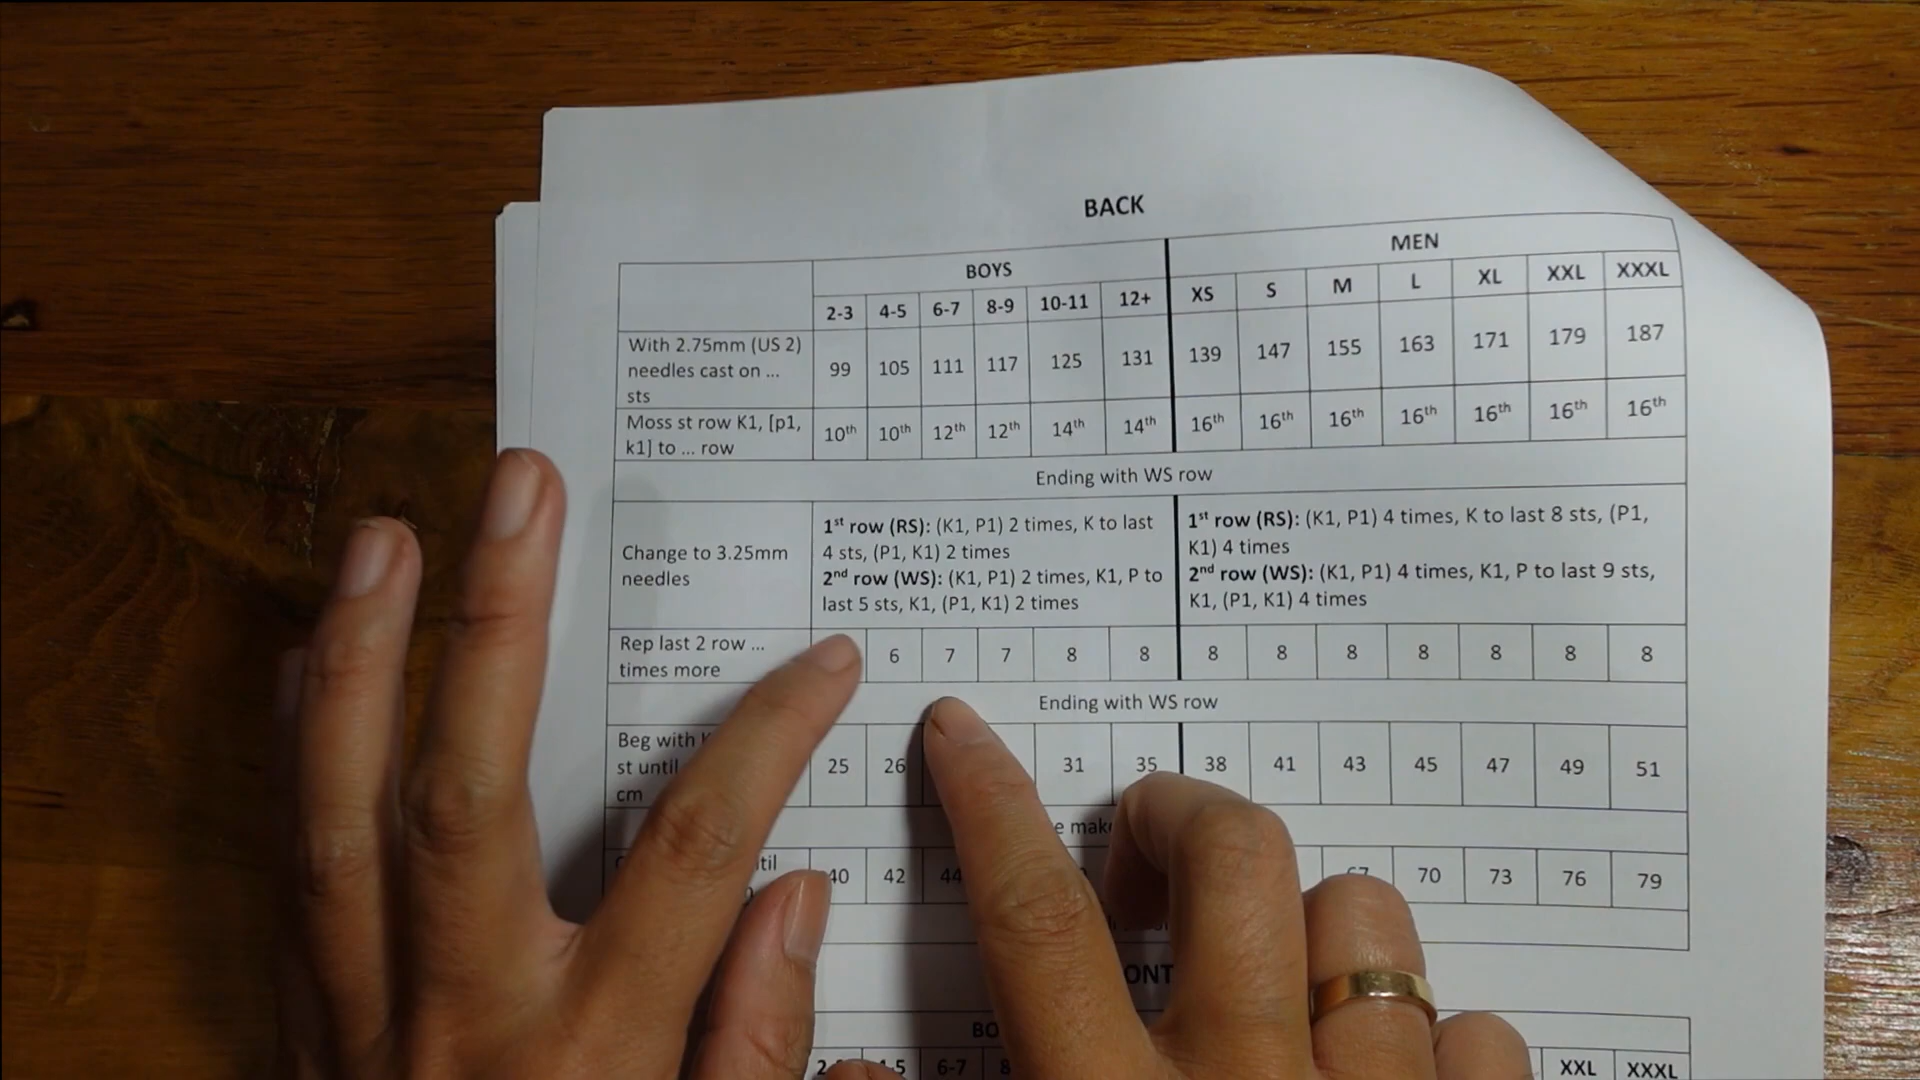 BACK
BOYS MEN
2-3 4-5 6-7 8-9 10-11 12+ XS S M L XL XXL XXXL
With 2.75mm (US 2)
needles cast on ...
sts
99 105 111 117 125 131 139 147 155 163 171 179 187
Moss st row K1, [p1,
k1] to ... row
10th 10th 12th 12th 14th 14th 16th 16th 16th 16th 16th 16th 16th
Ending with WS row
Change to 3.25mm
needles
1st row (RS): (K1, P1) 2 times, K to last
4 sts, (P1, K1) 2 times
2nd row (WS): (K1, P1) 2 times, K1, P to
last 5 sts, K1, (P1, K1) 2 times
1st row (RS): (K1, P1) 4 times, K to last 8 sts, (P1,
K1) 4 times
2nd row (WS): (K1, P1) 4 times, K1, P to last 9 sts,
K1, (P1, K1) 4 times
Rep last 2 row ...
times more
6 7 7 8 8 8 8 8 8 8 8 8
Ending with WS row
Beg with
st until
cm
25 26 31 35 38 41 43 45 47 49 51
40 42 44 70 73 76 79
2-3 4-5 6-7 8 XXL XXXL